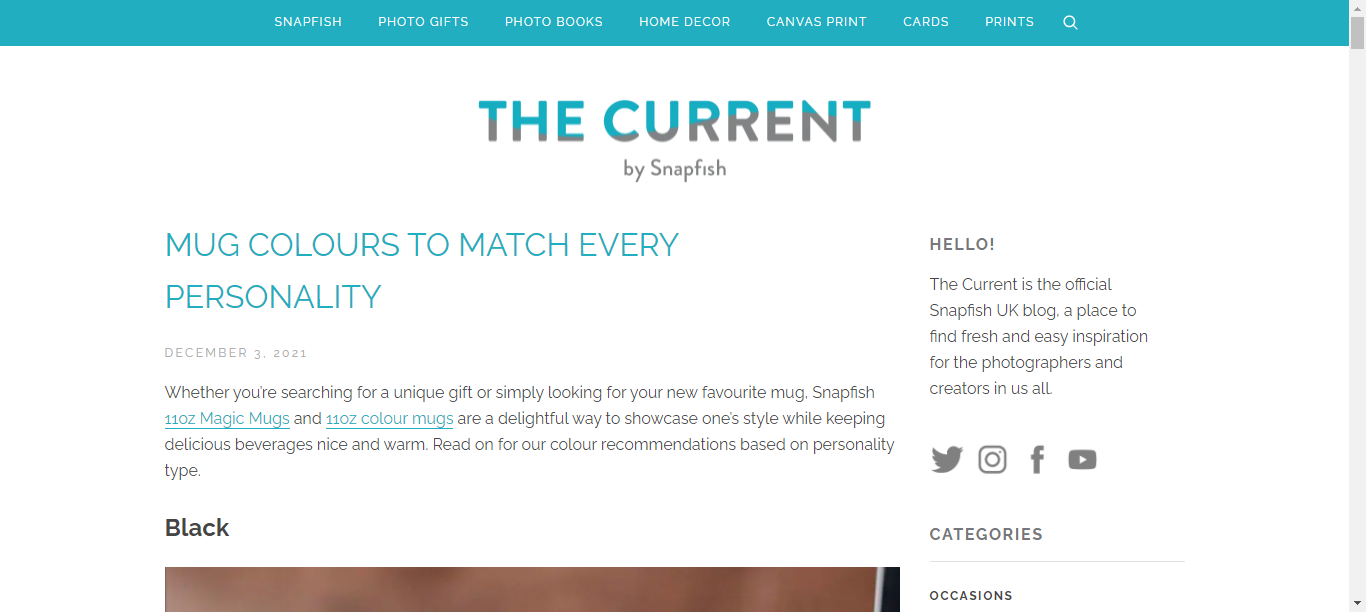 SNAPFISH PHOTO GIFTS PHOTO BOOKS HOME DECOR CANVAS PRINT CARDS PRINTS
THE CURRENT
by Snapfish
MUG COLOURS TO MATCH EVERY
PERSONALITY
DECEMBER 3, 2021
Whether you're searching for a unique gift or simply looking for your new favourite mug, Snapfish
11oz Magic Mugs and 11oz colour mugs are a delightful way to showcase one's style while keeping
delicious beverages nice and warm. Read on for our colour recommendations based on personality
type.
Black
HELLO!
The Current is the official
Snapfish UK blog, a place to
find fresh and easy inspiration
for the photographers and
creators in us all.
CATEGORIES
OCCASIONS